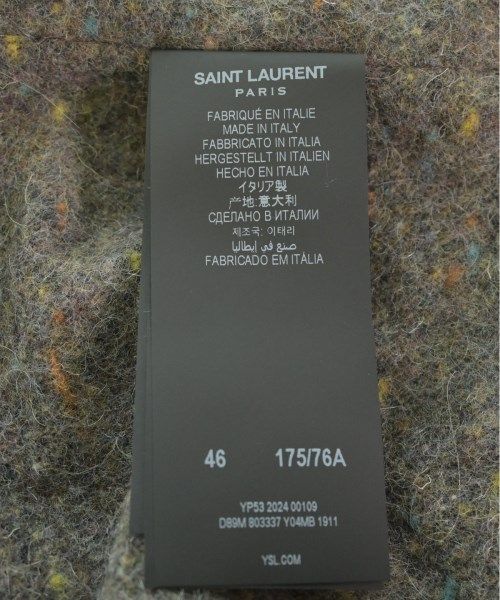 SAINT LAURENT
PARIS
FABRIQUÉ EN ITALIE
MADE IN ITALY
FABBRICATO IN ITALIA
HERGESTELLT IN ITALIEN
HECHO EN ITALIA
イタリア製
产地:意大利
СДЕЛАНО В ИТАЛИИ
제조국: 이태리
صنع في إيطاليا
FABRICADO EM ITÀLIA
46 175/76A
YP53 2024 00109
D89M 803337 Y04MB 1911
YSL.COM